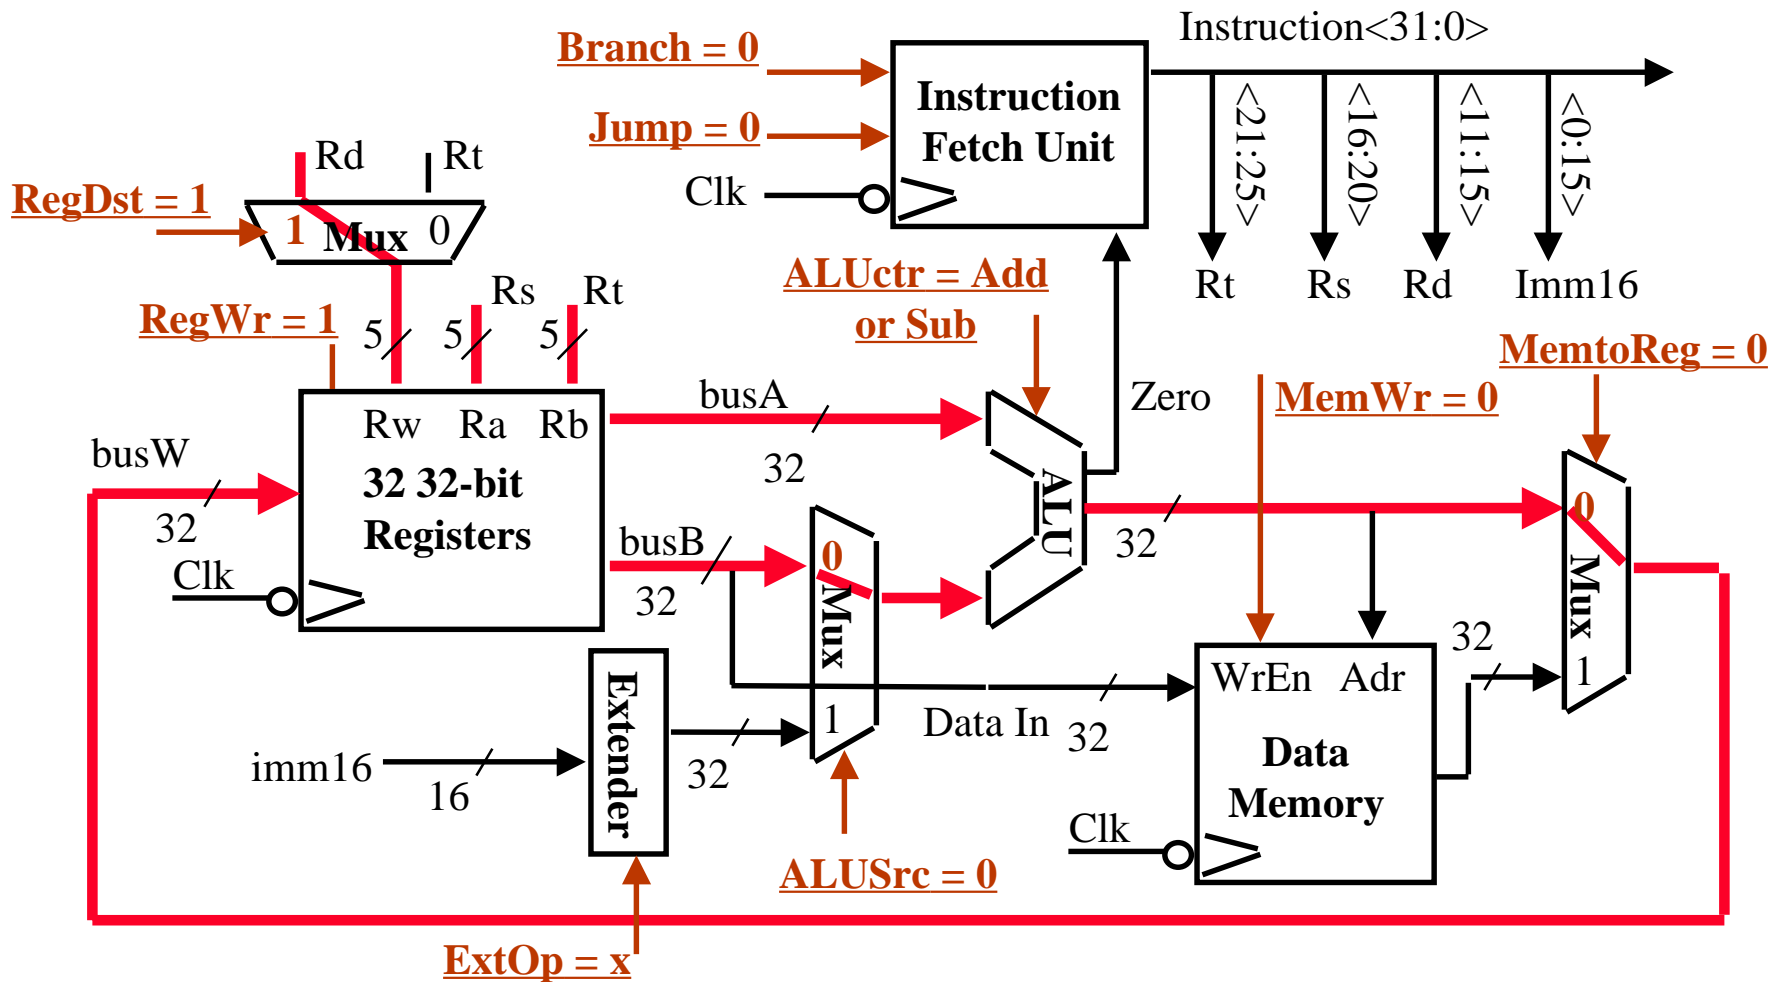 Instruction<31:0>
Branch = 0
Jump = 0
Clk
Instruction
Fetch Unit
<21:25>
<16:20>
<11:15>
<0:15>
Rt
Rs
Rd
Imm16
Rd
Rt
RegDst = 1
1
Mux
0
RegWr = 1
5
5
Rs
5
Rt
ALUctr = Add
or Sub
Zero
MemWr = 0
MemtoReg = 0
busW
32
Clk
Rw
Ra
Rb
32 32-bit
Registers
busA
32
busB
32
0
Mux
1
ALU
32
0
Mux
1
32
WrEn
Adr
Data
Memory
Clk
Data In
32
imm16
16
Extender
32
ALUSrc = 0
ExtOp = x